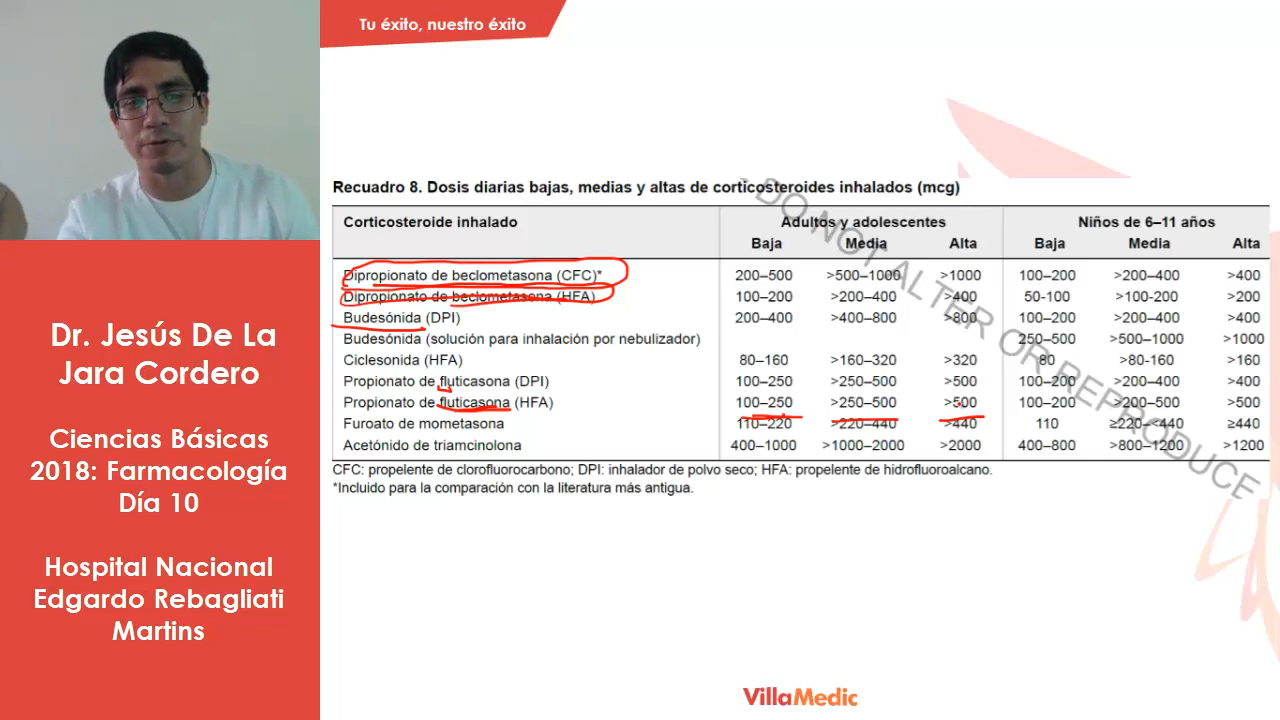 Tu éxito, nuestro éxito
Recuadro 8. Dosis diarias bajas, medias y altas de corticosteroides inhalados (mcg)
Corticosteroide inhalado Adultos y adolescentes Niños de 6–11 años
Baja Media Alta Baja Media Alta
Dipropionato de beclometasona (CFC)* 200–500 >500–1000 >1000 100–200 >200–400 >400
Dipropionato de beclometasona (HFA) 100–200 >200–400 >400 50-100 >100-200 >200
Budesónida (DPI) 200–400 >400–800 >800 100–200 >200–400 >400
Budesónida (solución para inhalación por nebulizador) 250–500 >500–1000 >1000
Ciclesonida (HFA) 80–160 >160–320 >320 80 >80-160 >160
Propionato de fluticasona (DPI) 100–250 >250–500 >500 100–200 >200–400 >400
Propionato de fluticasona (HFA) 100–250 >250–500 >500 100–200 >200–500 >500
Furoato de mometasona 110–220 >220–440 >440 110 ≥220–<440 ≥440
Acetónido de triamcinolona 400–1000 >1000–2000 >2000 400–800 >800–1200 >1200
CFC: propelente de clorofluorocarbono; DPI: inhalador de polvo seco; HFA: propelente de hidrofluoroalcano.
*Incluido para la comparación con la literatura más antigua.
- DO NOT ALTER OR REPRODUCE
Dr. Jesús De La
Jara Cordero
Ciencias Básicas
2018: Farmacología
Día 10
Hospital Nacional
Edgardo Rebagliati
Martins
VillaMedic